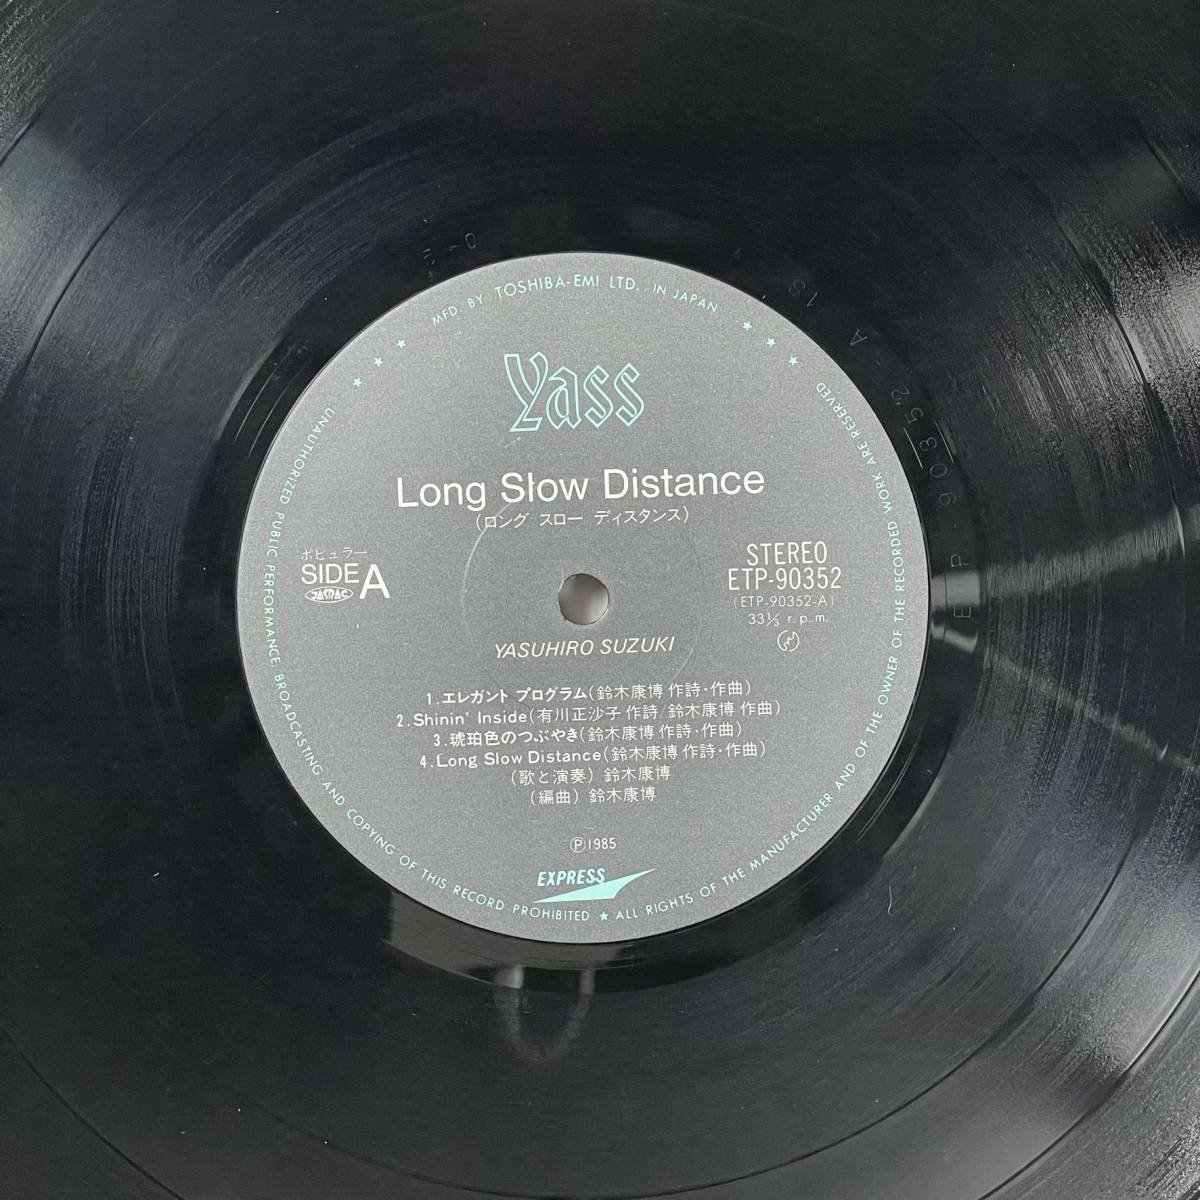 MFD. BY TOSHIBA-EMI LTD. IN JAPAN
Yass
Long Slow Distance
(ロング スロー ディスタンス)
ポピュラー
SIDE A
JASRAC
STEREO
ETP-90352
(ETP-90352-A)
33⅓ r.p.m.
YASUHIRO SUZUKI
1.エレガント プログラム(鈴木康博 作詩・作曲)
2.Shinin' Inside(有川正沙子 作詩/鈴木康博 作曲)
3.琥珀色のつぶやき(鈴木康博 作詩・作曲)
4.Long Slow Distance(鈴木康博 作詩・作曲)
(歌と演奏) 鈴木康博
(編曲) 鈴木康博
Ⓟ1985
EXPRESS
UNAUTHORIZED PUBLIC PERFORMANCE, BROADCASTING AND COPYING OF THIS RECORD PROHIBITED ★ ALL RIGHTS OF THE MANUFACTURER AND OF THE OWNER OF THE RECORDED WORK ARE RESERVED